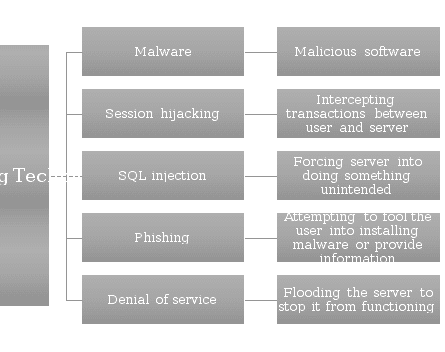 Malware
Malicious software
Session hijacking
Intercepting
transactions between
user and server
g Tech
SQL injection
Forcing server into
doing something
unintended
Phishing
Attempting to fool the
user into installing
malware or provide
information
Denial of service
Flooding the server to
stop it from functioning